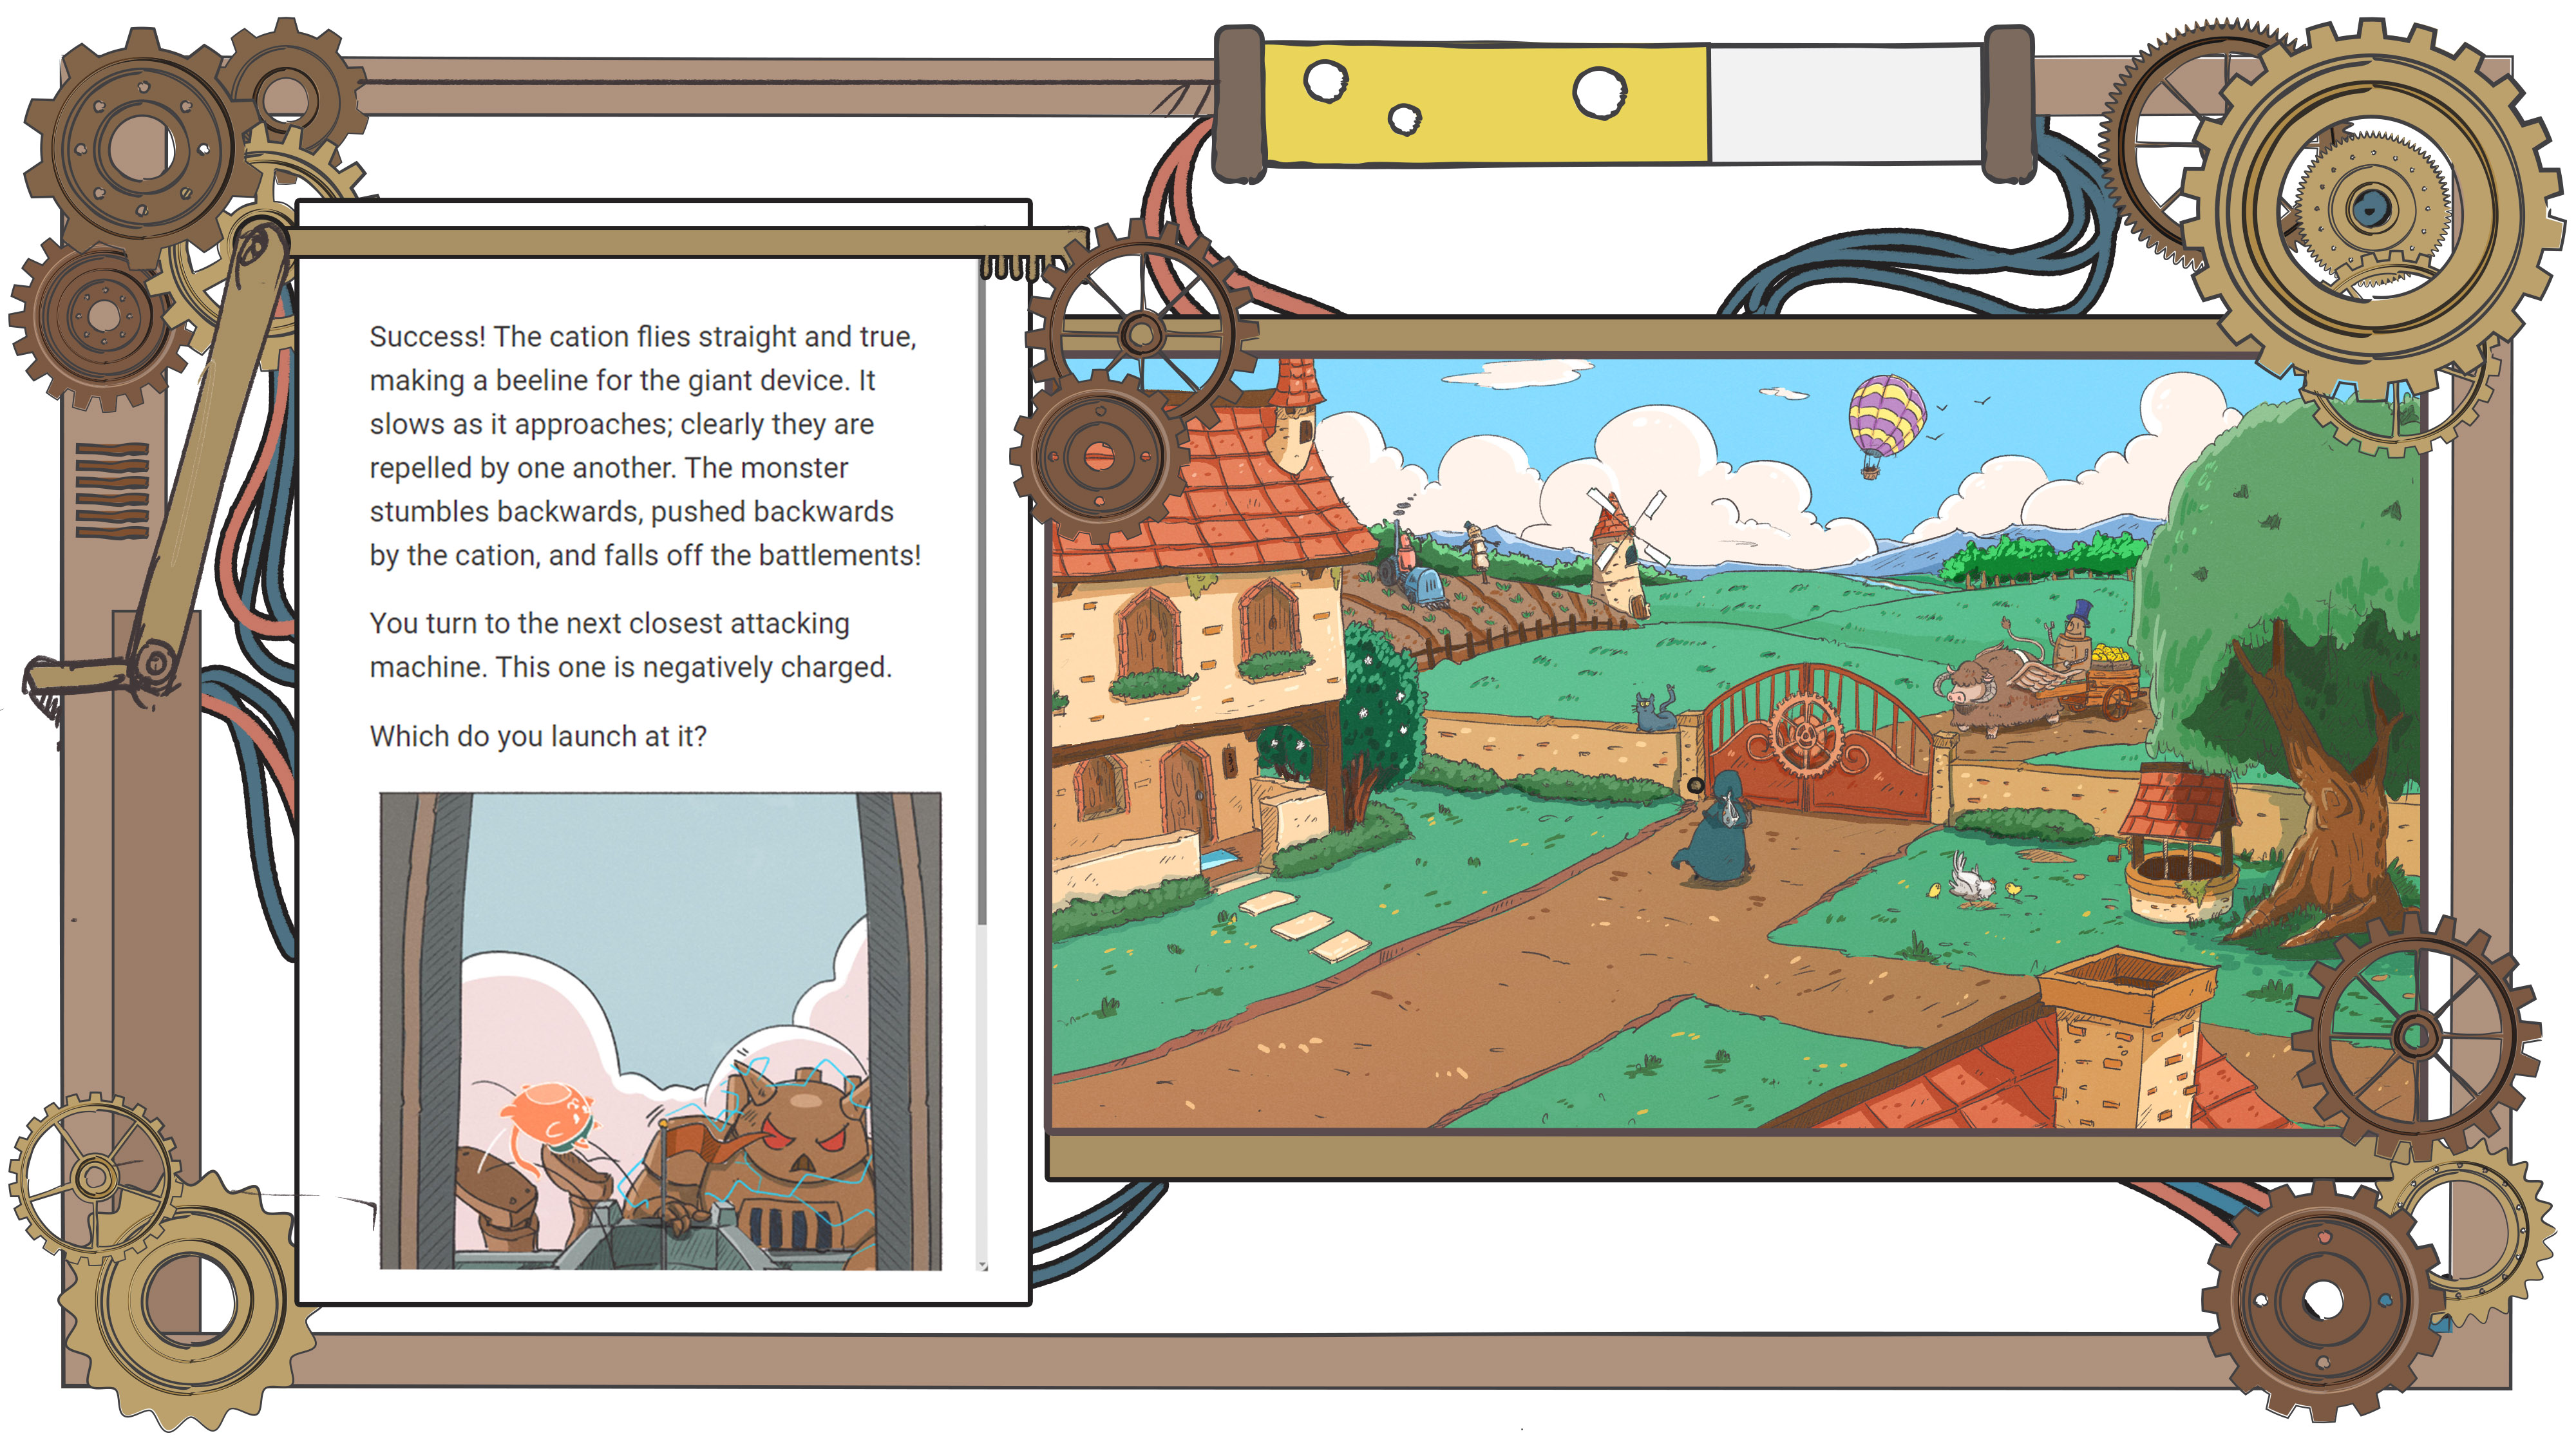 Success! The cation flies straight and true,
making a beeline for the giant device. It
slows as it approaches; clearly they are
repelled by one another. The monster
stumbles backwards, pushed backwards
by the cation, and falls off the battlements!
You turn to the next closest attacking
machine. This one is negatively charged.
Which do you launch at it?